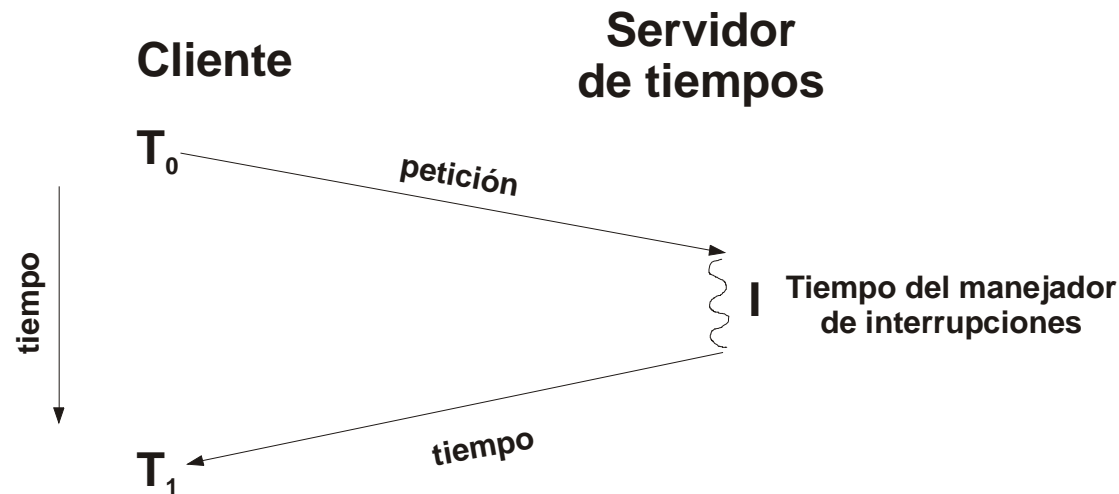 Cliente
Servidor
de tiempos
T₀
petición
tiempo
I
Tiempo del manejador
de interrupciones
tiempo
T₁